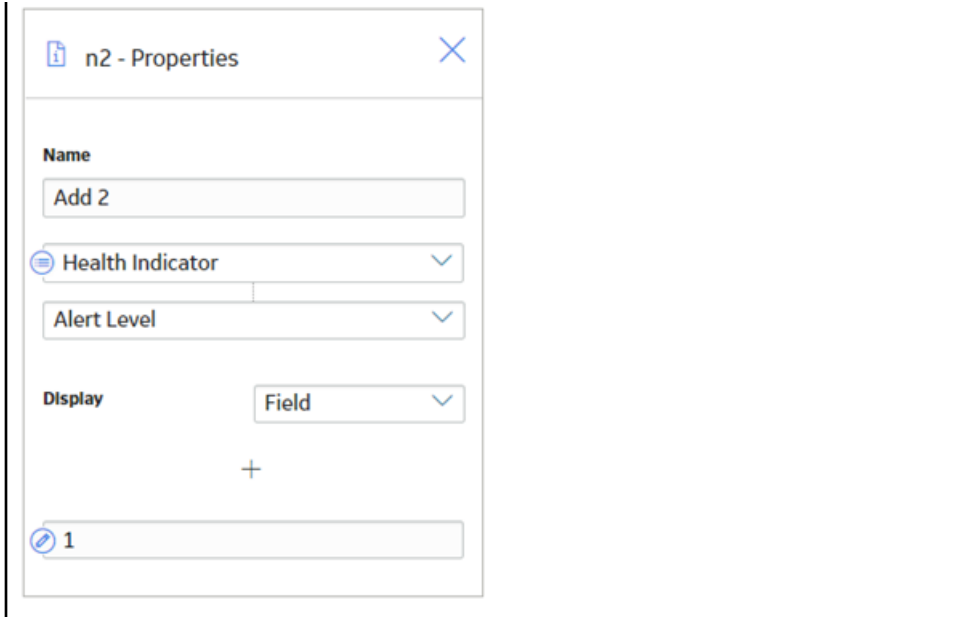 n2 - Properties
Name
Add 2
Health Indicator
Alert Level
Display
Field
+
1